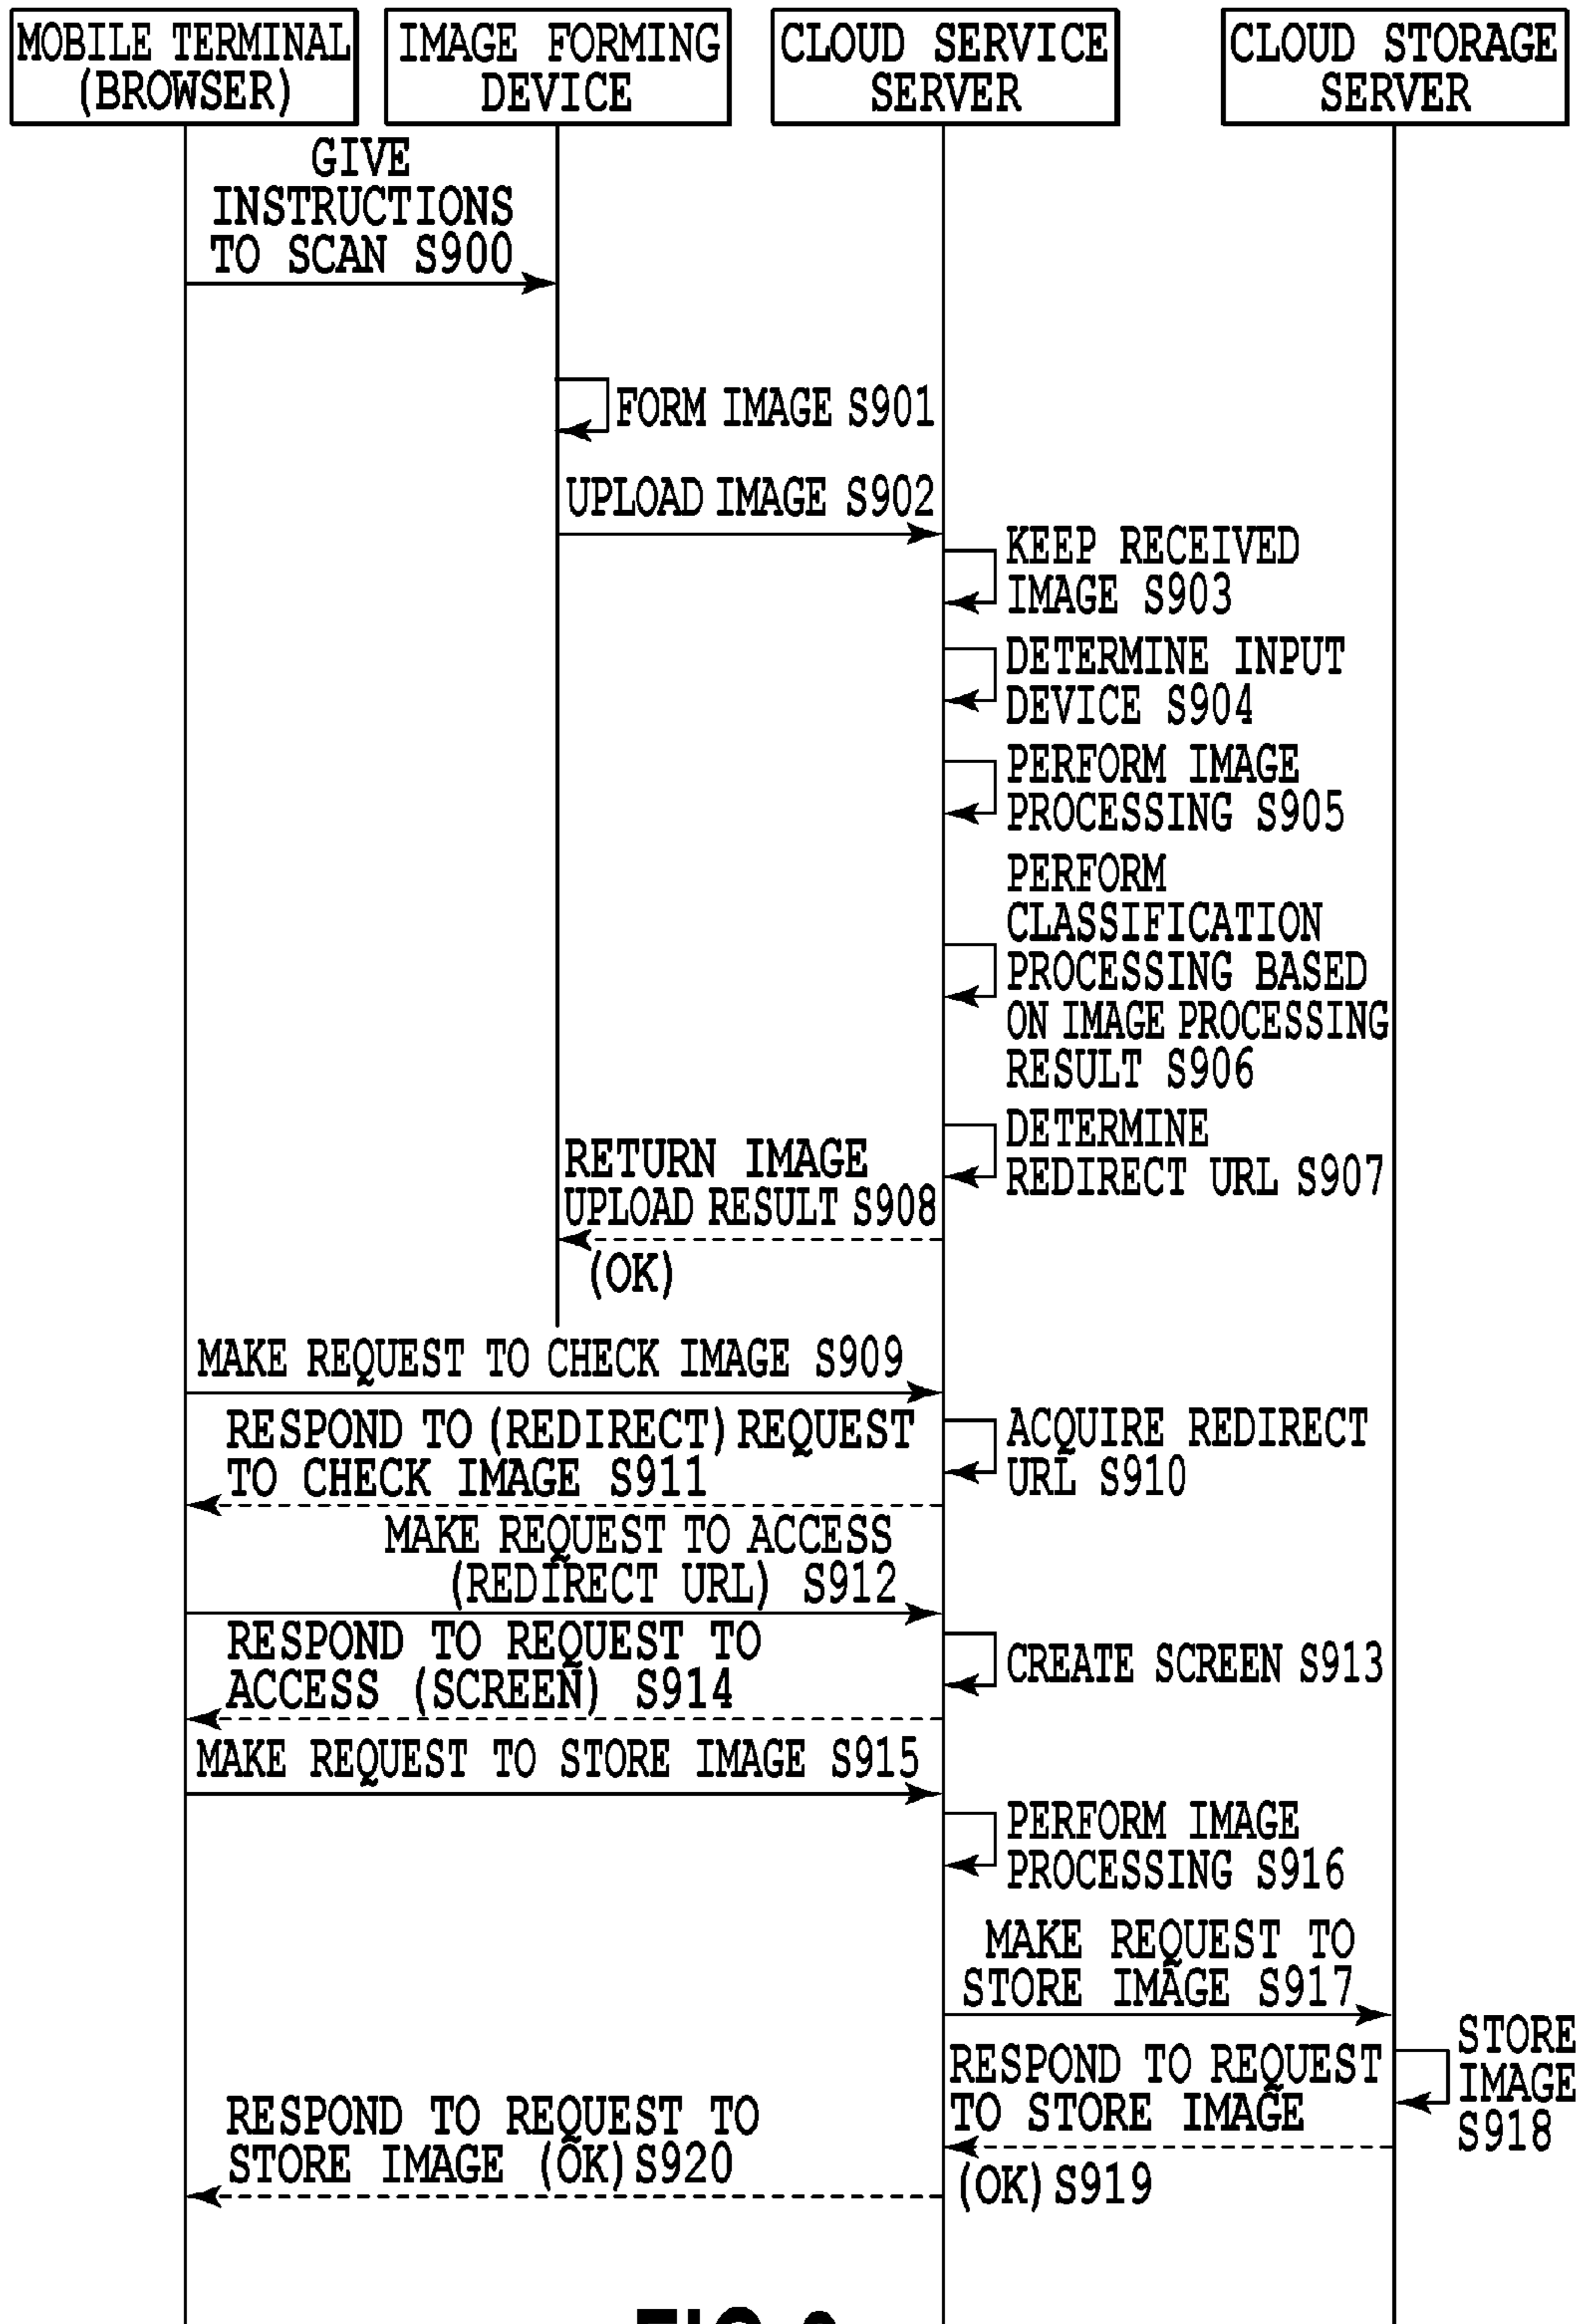 MOBILE TERMINAL
(BROWSER)
IMAGE FORMING
DEVICE
CLOUD SERVICE
SERVER
CLOUD STORAGE
SERVER
GIVE
INSTRUCTIONS
TO SCAN S900
FORM IMAGE S901
UPLOAD IMAGE S902
KEEP RECEIVED
IMAGE S903
DETERMINE INPUT
DEVICE S904
PERFORM IMAGE
PROCESSING S905
PERFORM
CLASSIFICATION
PROCESSING BASED
ON IMAGE PROCESSING
RESULT S906
DETERMINE
REDIRECT URL S907
RETURN IMAGE
UPLOAD RESULT S908
(OK)
MAKE REQUEST TO CHECK IMAGE S909
ACQUIRE REDIRECT
URL S910
RESPOND TO (REDIRECT) REQUEST
TO CHECK IMAGE S911
MAKE REQUEST TO ACCESS
(REDIRECT URL) S912
CREATE SCREEN S913
RESPOND TO REQUEST TO
ACCESS (SCREEN) S914
MAKE REQUEST TO STORE IMAGE S915
PERFORM IMAGE
PROCESSING S916
MAKE REQUEST TO
STORE IMAGE S917
STORE
IMAGE
S918
RESPOND TO REQUEST
TO STORE IMAGE
(OK) S919
RESPOND TO REQUEST TO
STORE IMAGE (OK) S920